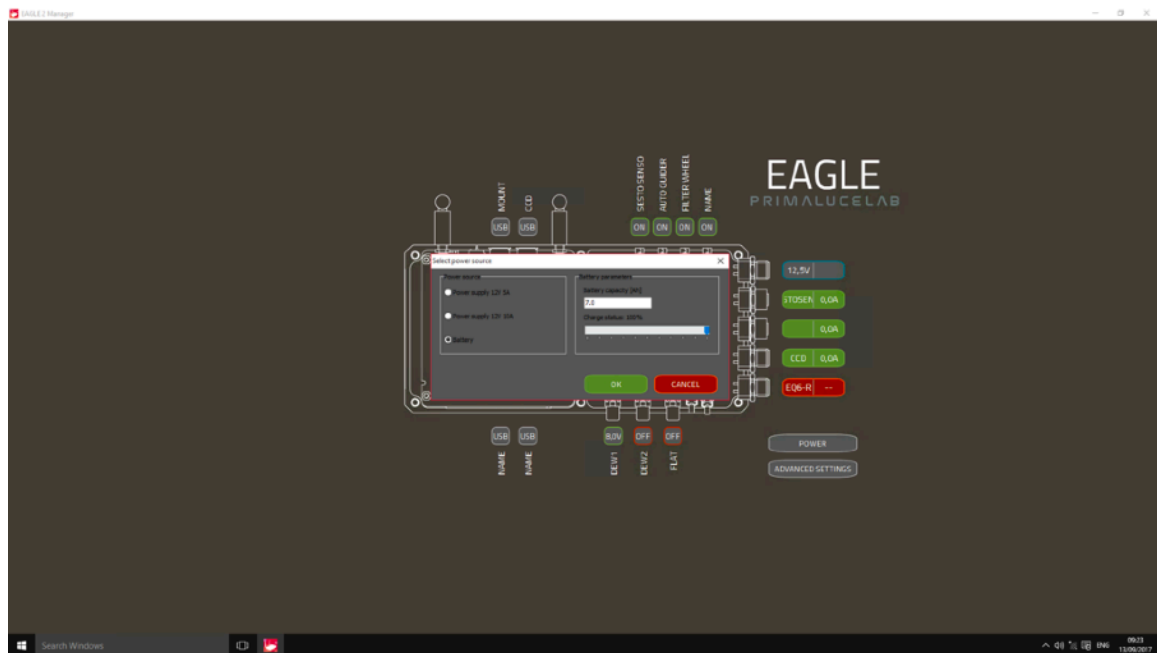 EAGLE 2 Manager
SESTO SENSO
AUTO GUIDER
FILTER WHEEL
NAME
MOUNT
CCD
USB
USB
ON
ON
ON
ON
EAGLE
PRIMALUCELAB
Select power source
Power source
Power supply 12V 5A
Power supply 12V 10A
Battery
Battery parameters
Battery capacity [Ah]
7.0
Charge status: 100%
OK
CANCEL
12,5V
STOSEN 0,0A
0,0A
CCD 0,0A
EQ6-R --
USB
USB
8,0V
OFF
OFF
NAME
NAME
DEW1
DEW2
FLAT
POWER
ADVANCED SETTINGS
Search Windows
ENG
09:23
13/09/2017